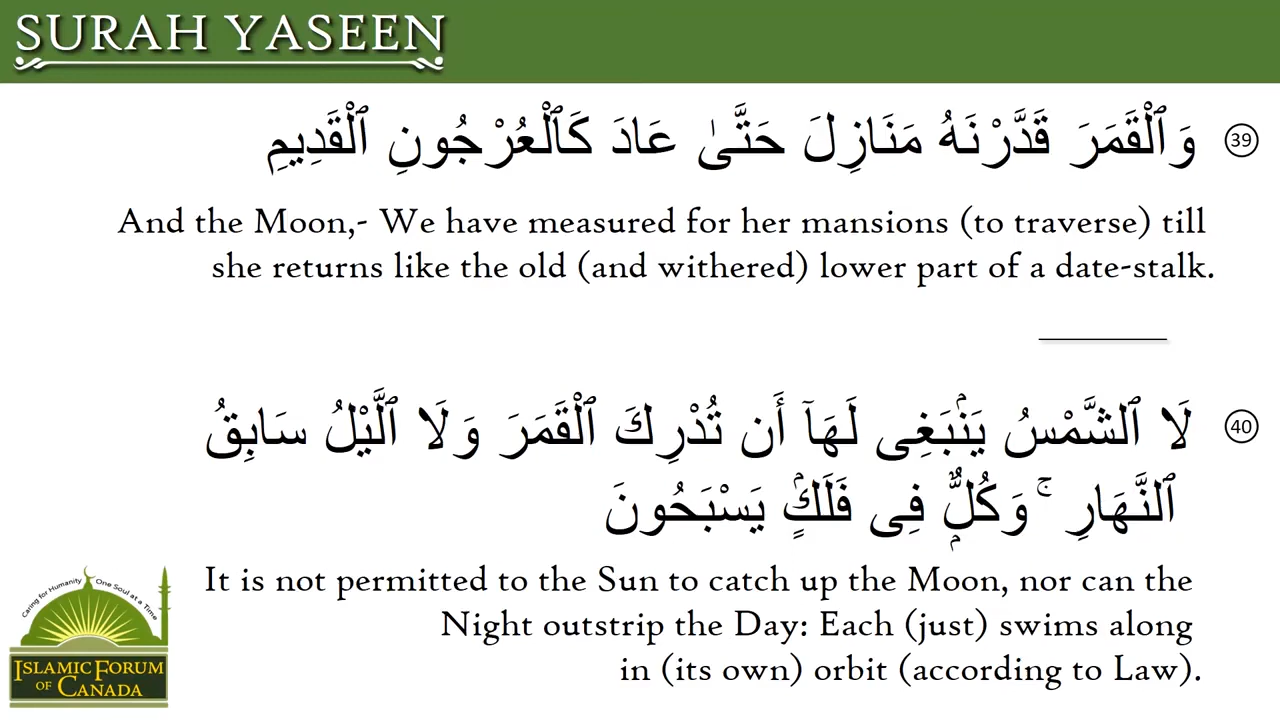 SURAH YASEEN
وَٱلْقَمَرَ قَدَّرْنَهُ مَنَازِلَ حَتَّىٰ عَادَ كَٱلْعُرْجُونِ ٱلْقَدِيمِ 39
And the Moon,- We have measured for her mansions (to traverse) till
she returns like the old (and withered) lower part of a date-stalk.
لَا ٱلشَّمْسُ يَنۢبَغِى لَهَآ أَن تُدْرِكَ ٱلْقَمَرَ وَلَا ٱلَّيْلُ سَابِقُ 40
ٱلنَّهَارِ ۚ وَكُلٌّۭ فِى فَلَكٍۢ يَسْبَحُونَ
It is not permitted to the Sun to catch up the Moon, nor can the
Night outstrip the Day: Each (just) swims along
in (its own) orbit (according to Law).
Caring for Humanity One Soul at a Time
ISLAMIC FORUM
OF CANADA